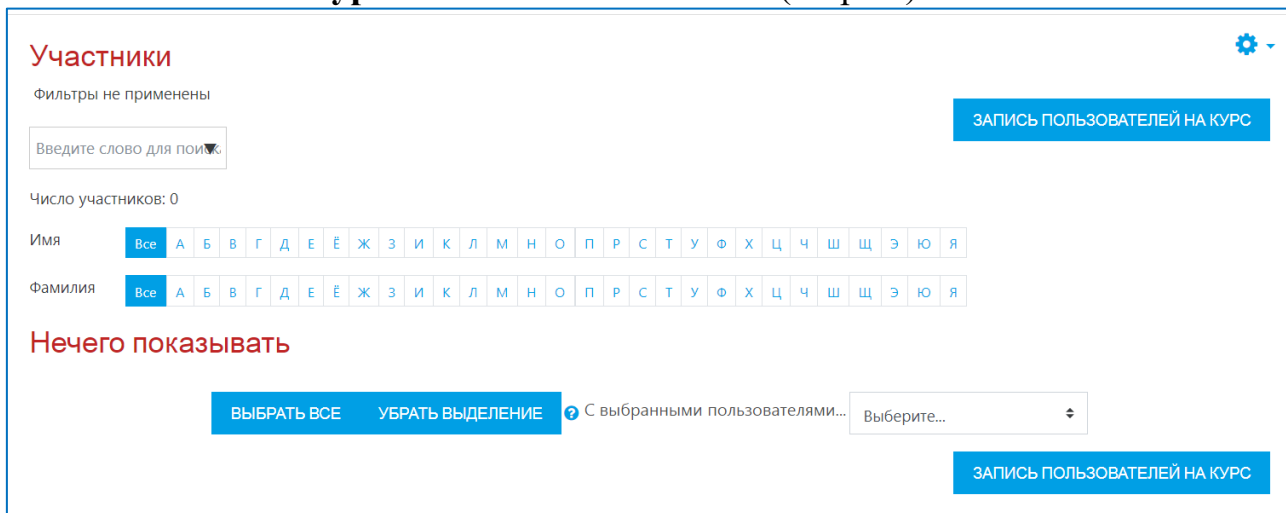 Участники
Фильтры не применены
ЗАПИСЬ ПОЛЬЗОВАТЕЛЕЙ НА КУРС
Введите слово для поиск
Число участников: 0
Имя Все А Б В Г Д Е Ё Ж З И К Л М Н О П Р С Т У Ф Х Ц Ч Ш Щ Э Ю Я
Фамилия Все А Б В Г Д Е Ё Ж З И К Л М Н О П Р С Т У Ф Х Ц Ч Ш Щ Э Ю Я
Нечего показывать
ВЫБРАТЬ ВСЕ УБРАТЬ ВЫДЕЛЕНИЕ ? С выбранными пользователями... Выберите...
ЗАПИСЬ ПОЛЬЗОВАТЕЛЕЙ НА КУРС